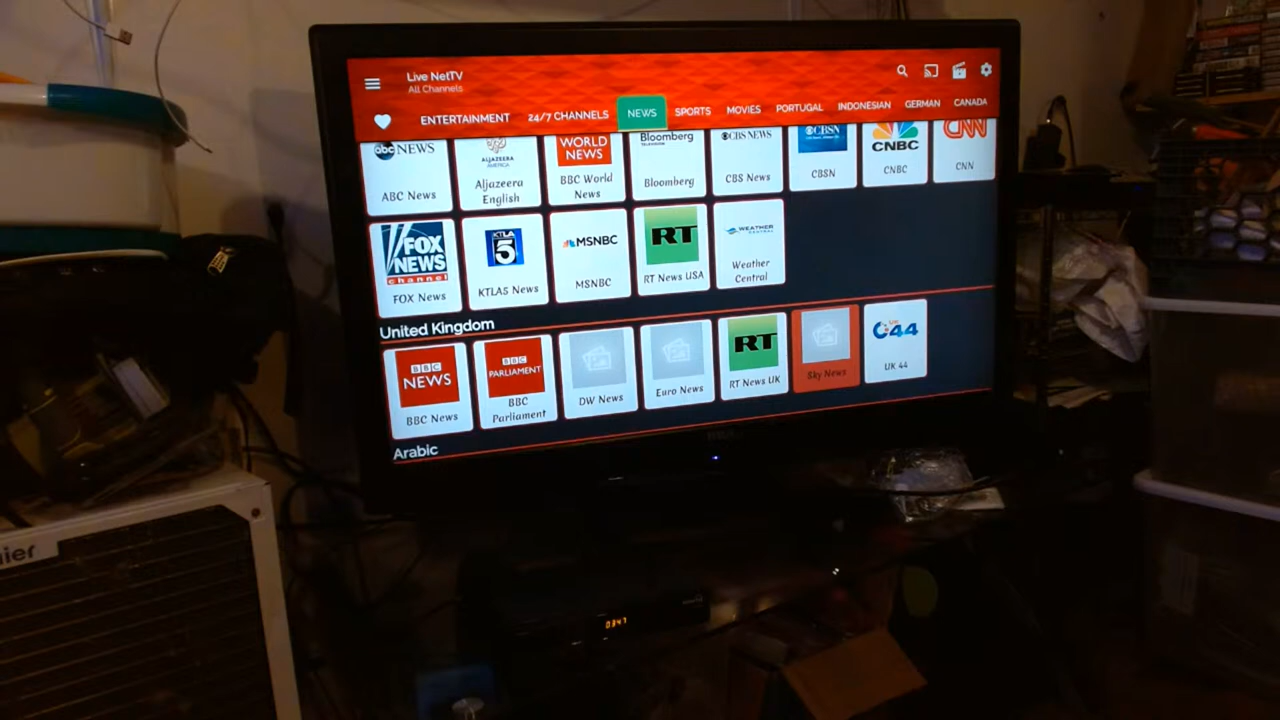 Live NetTV
All Channels
ENTERTAINMENT 24/7 CHANNELS NEWS SPORTS MOVIES PORTUGAL INDONESIAN GERMAN CANADA
abc NEWS
ABC News
ALJAZEERA
AMERICA
Aljazeera
English
WORLD
NEWS
BBC World
News
Bloomberg
TELEVISION
Bloomberg
CBS NEWS
CBS News
CBSN
CBSN
CNBC
CNBC
CNN
CNN
FOX
NEWS
channel
FOX News
KTLA
5
KTLA5 News
MSNBC
MSNBC
RT
RT News USA
WEATHER
CENTRAL
Weather
Central
United Kingdom
BBC
NEWS
BBC News
BBC
PARLIAMENT
BBC
Parliament
DW News
Euro News
RT
RT News UK
Sky News
44
UK 44
Arabic
ier
0347